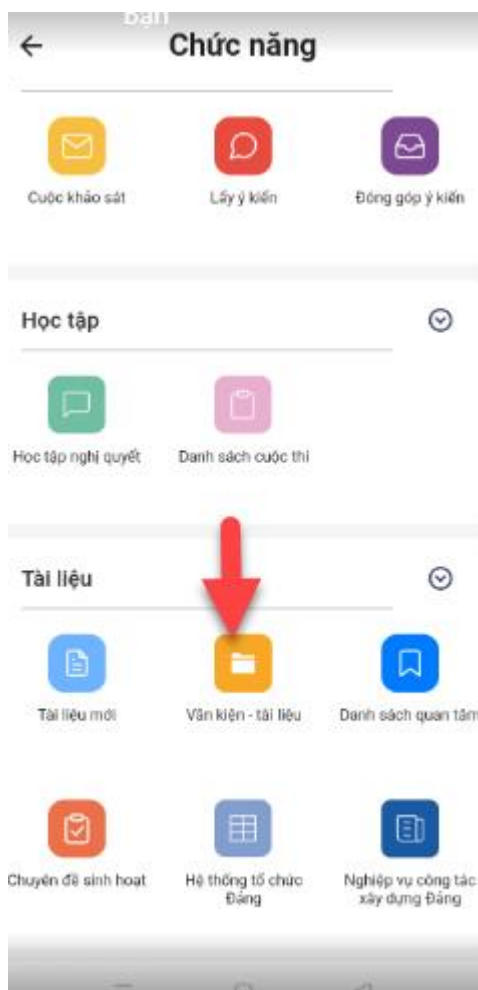 bạn
Chức năng
Cuộc khảo sát
Lấy ý kiến
Đóng góp ý kiến
Học tập
Học tập nghị quyết
Danh sách cuộc thi
Tài liệu
Tài liệu mới
Văn kiện - tài liệu
Danh sách quan tâm
Chuyên đề sinh hoạt
Hệ thống tổ chức
Đảng
Nghiệp vụ công tác
xây dựng Đảng